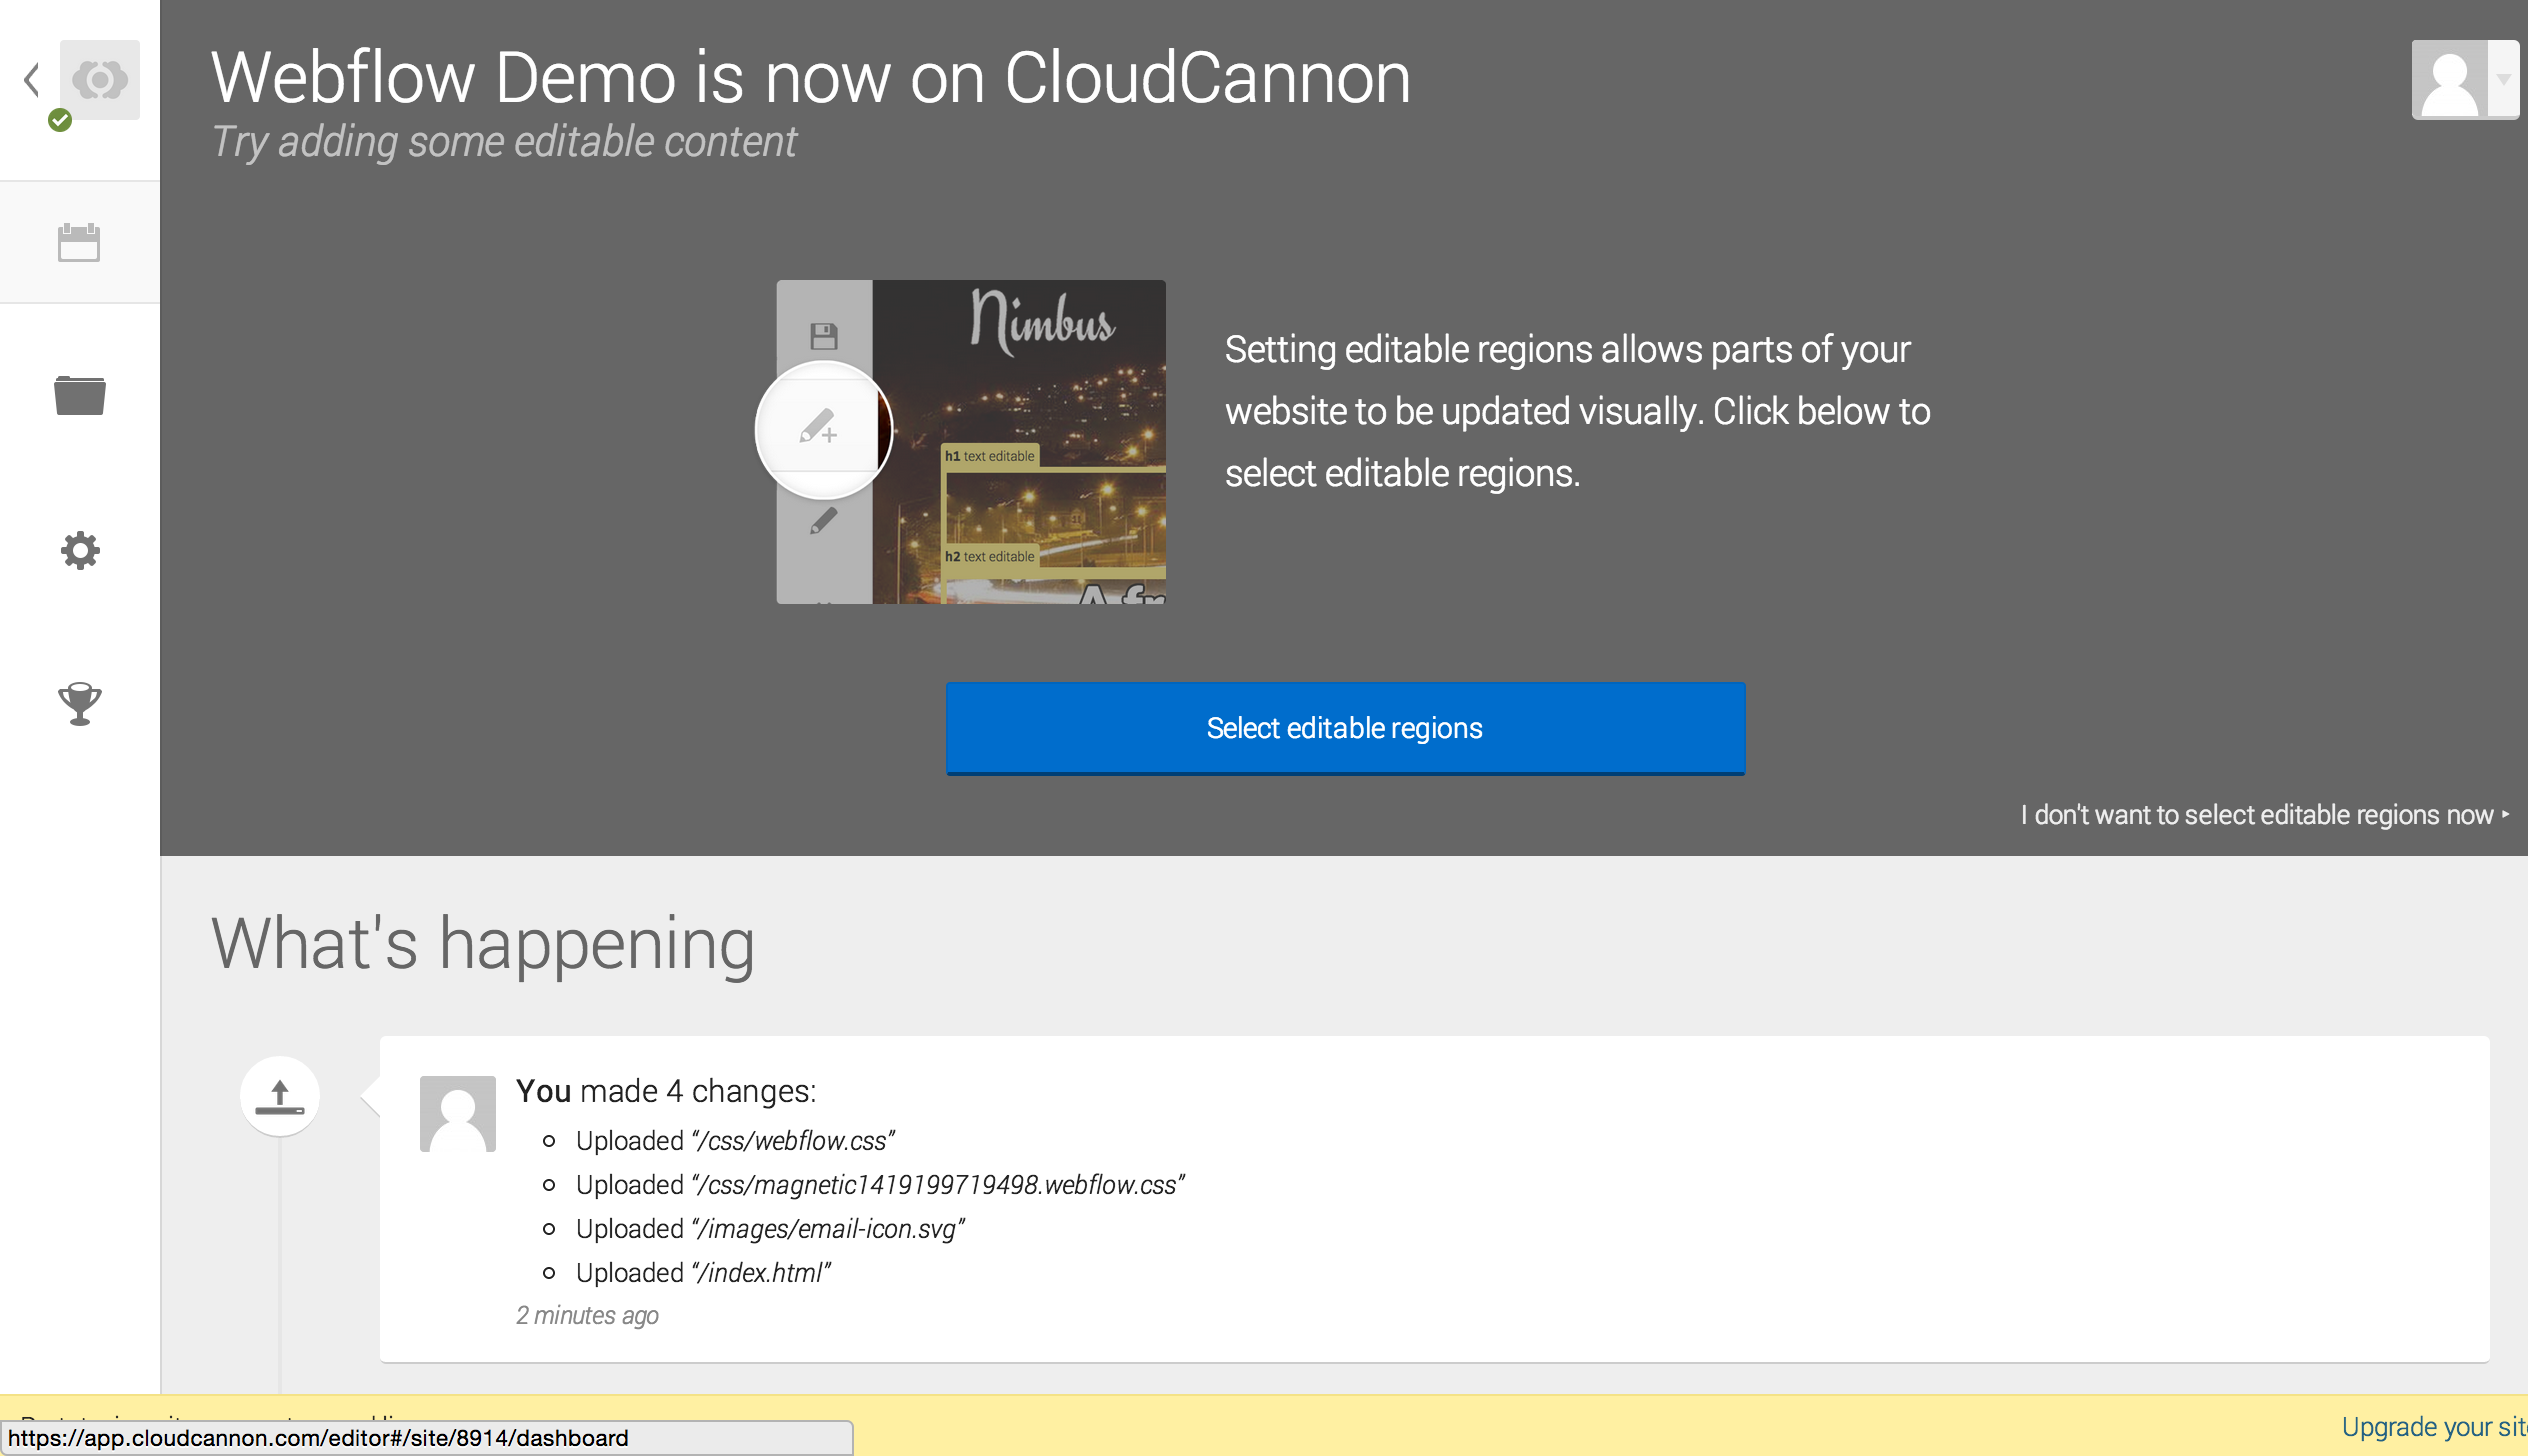 Webflow Demo is now on CloudCannon
Try adding some editable content
Nimbus
h1 text editable
h2 text editable
Setting editable regions allows parts of your
website to be updated visually. Click below to
select editable regions.
Select editable regions
I don't want to select editable regions now
What's happening
You made 4 changes:
Uploaded “/css/webflow.css”
Uploaded “/css/magnetic1419199719498.webflow.css”
Uploaded “/images/email-icon.svg”
Uploaded “/index.html”
2 minutes ago
Upgrade your
https://app.cloudcannon.com/editor#/site/8914/dashboard